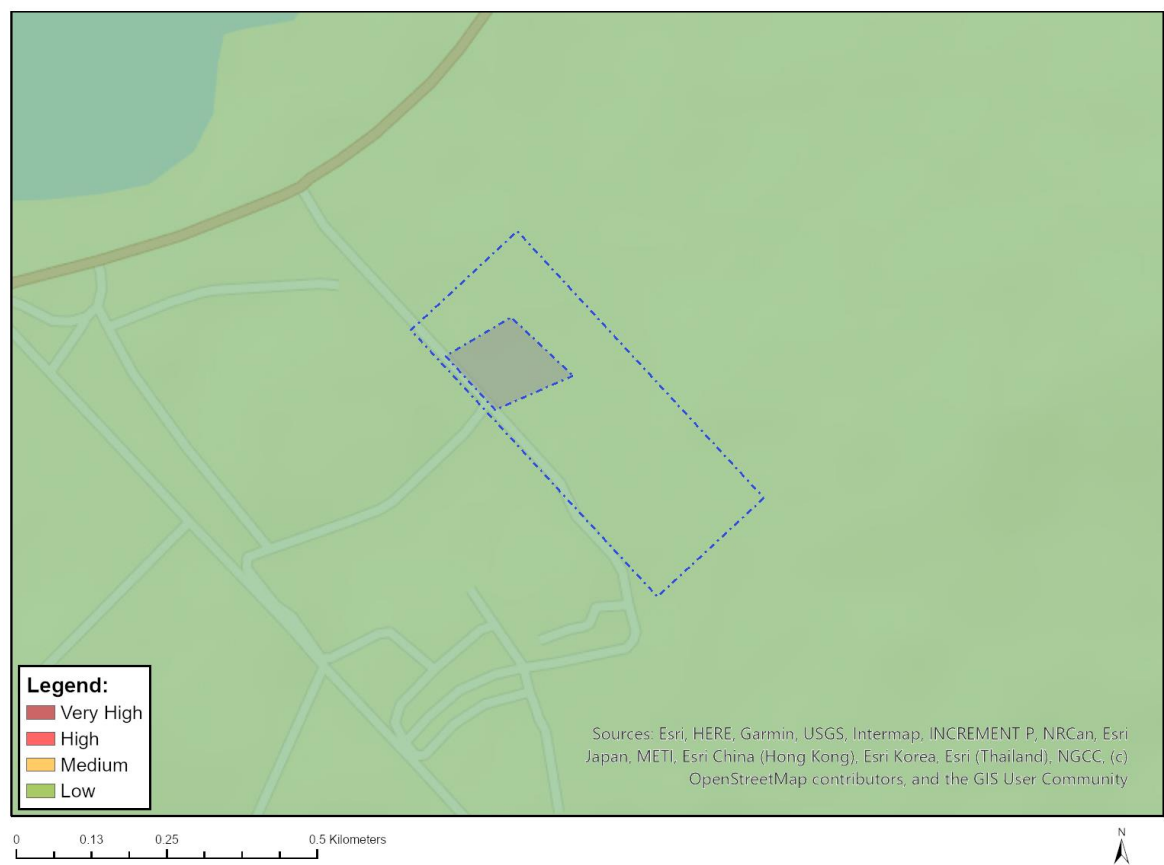 Legend:
Very High
High
Medium
Low
Sources: Esri, HERE, Garmin, USGS, Intermap, INCREMENT P, NRCan, Esri
Japan, METI, Esri China (Hong Kong), Esri Korea, Esri (Thailand), NGCC, (c)
OpenStreetMap contributors, and the GIS User Community
0 0.13 0.25 0.5 Kilometers
N